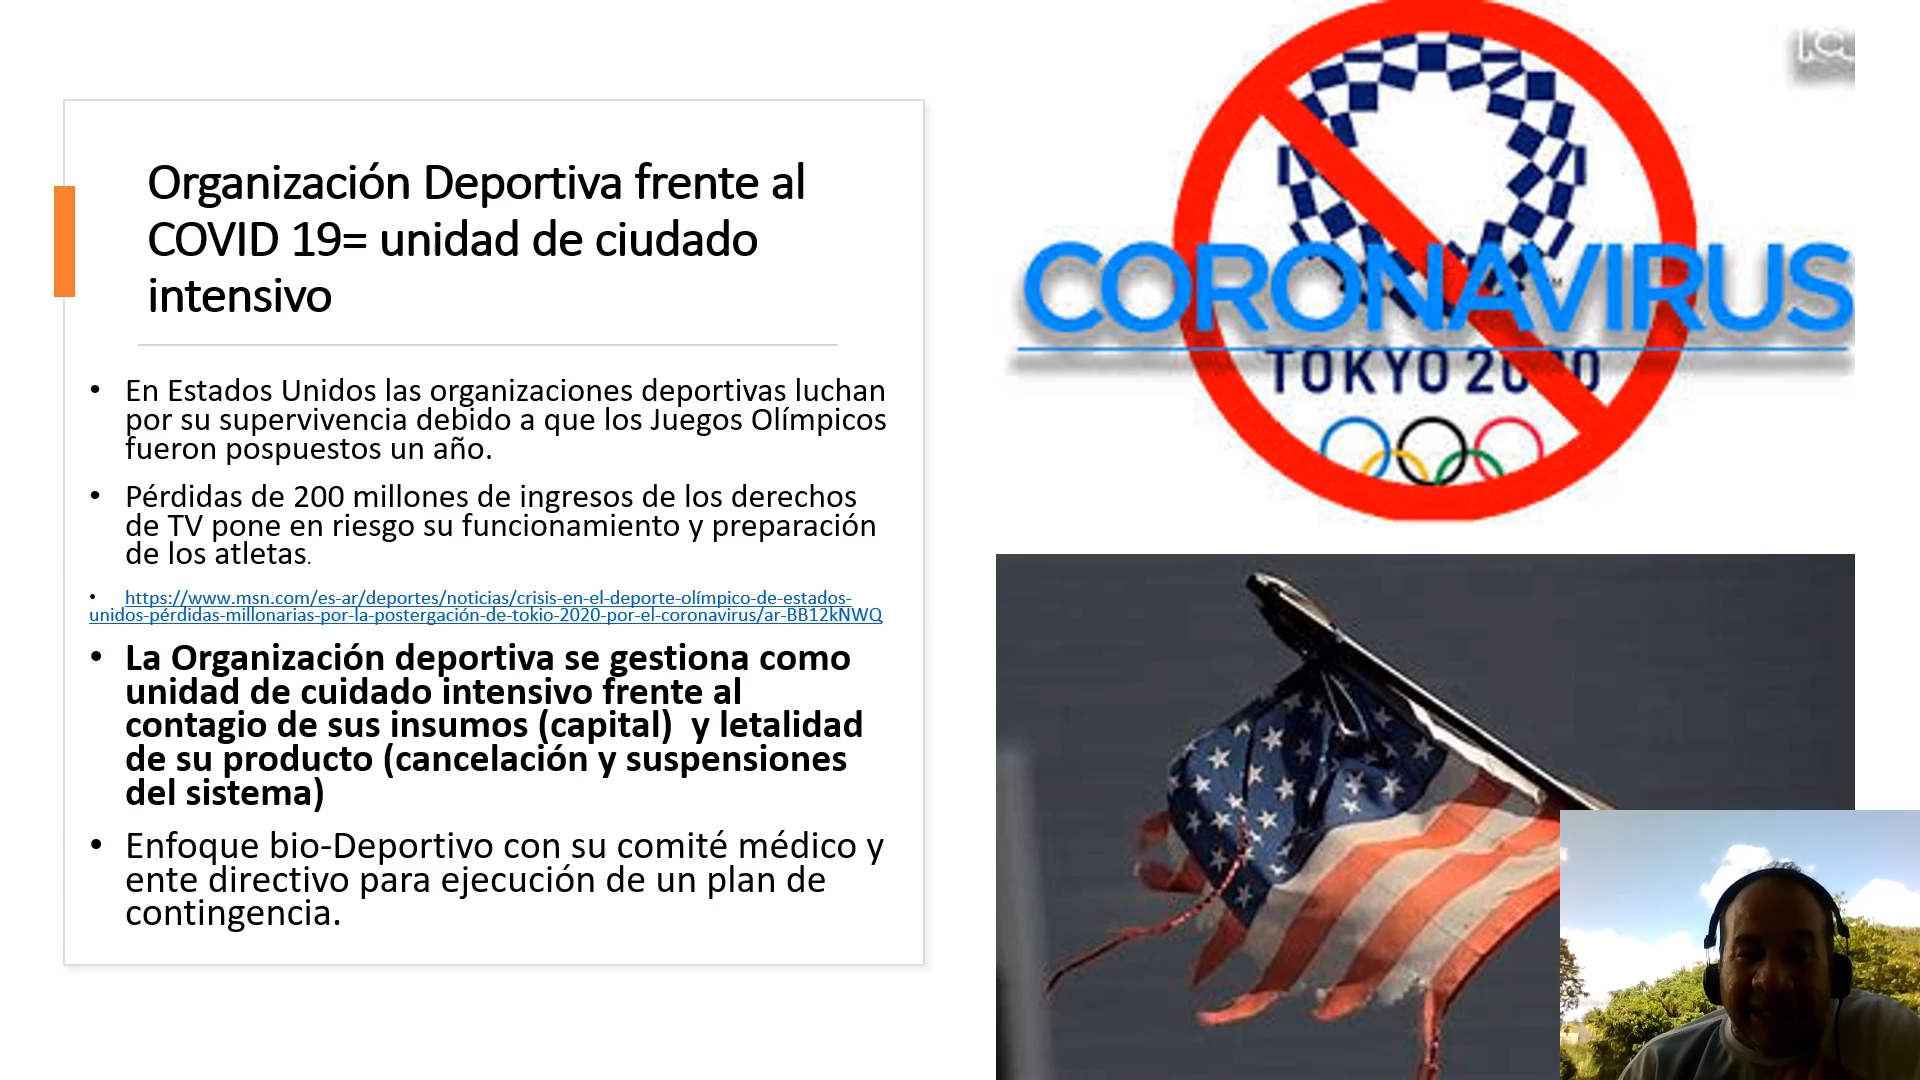 Organización Deportiva frente al
COVID 19= unidad de ciudado
intensivo
• En Estados Unidos las organizaciones deportivas luchan
por su supervivencia debido a que los Juegos Olímpicos
fueron pospuestos un año.
• Pérdidas de 200 millones de ingresos de los derechos
de TV pone en riesgo su funcionamiento y preparación
de los atletas.
• https://www.msn.com/es-ar/deportes/noticias/crisis-en-el-deporte-olímpico-de-estados-
unidos-pérdidas-millonarias-por-la-postergación-de-tokio-2020-por-el-coronavirus/ar-BB12kNWQ
• La Organización deportiva se gestiona como
unidad de cuidado intensivo frente al
contagio de sus insumos (capital)  y letalidad
de su producto (cancelación y suspensiones
del sistema)
• Enfoque bio-Deportivo con su comité médico y
ente directivo para ejecución de un plan de
contingencia.
CORONAVIRUS
TOKYO 2020